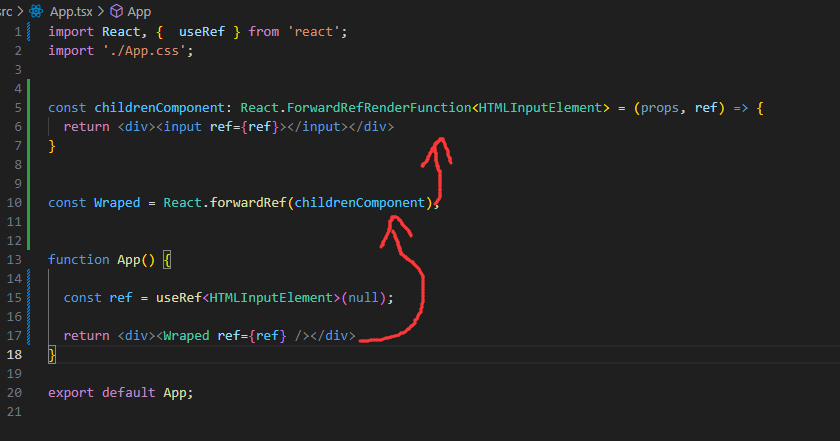 src > App.tsx > App
1 import React, {  useRef } from 'react';
2 import './App.css';
3
4
5 const childrenComponent: React.ForwardRefRenderFunction<HTMLInputElement> = (props, ref) => {
6   return <div><input ref={ref}></input></div>
7 }
8
9
10 const Wraped = React.forwardRef(childrenComponent);
11
12
13 function App() {
14
15   const ref = useRef<HTMLInputElement>(null);
16
17   return <div><Wraped ref={ref} /></div>
18 }
19
20 export default App;
21